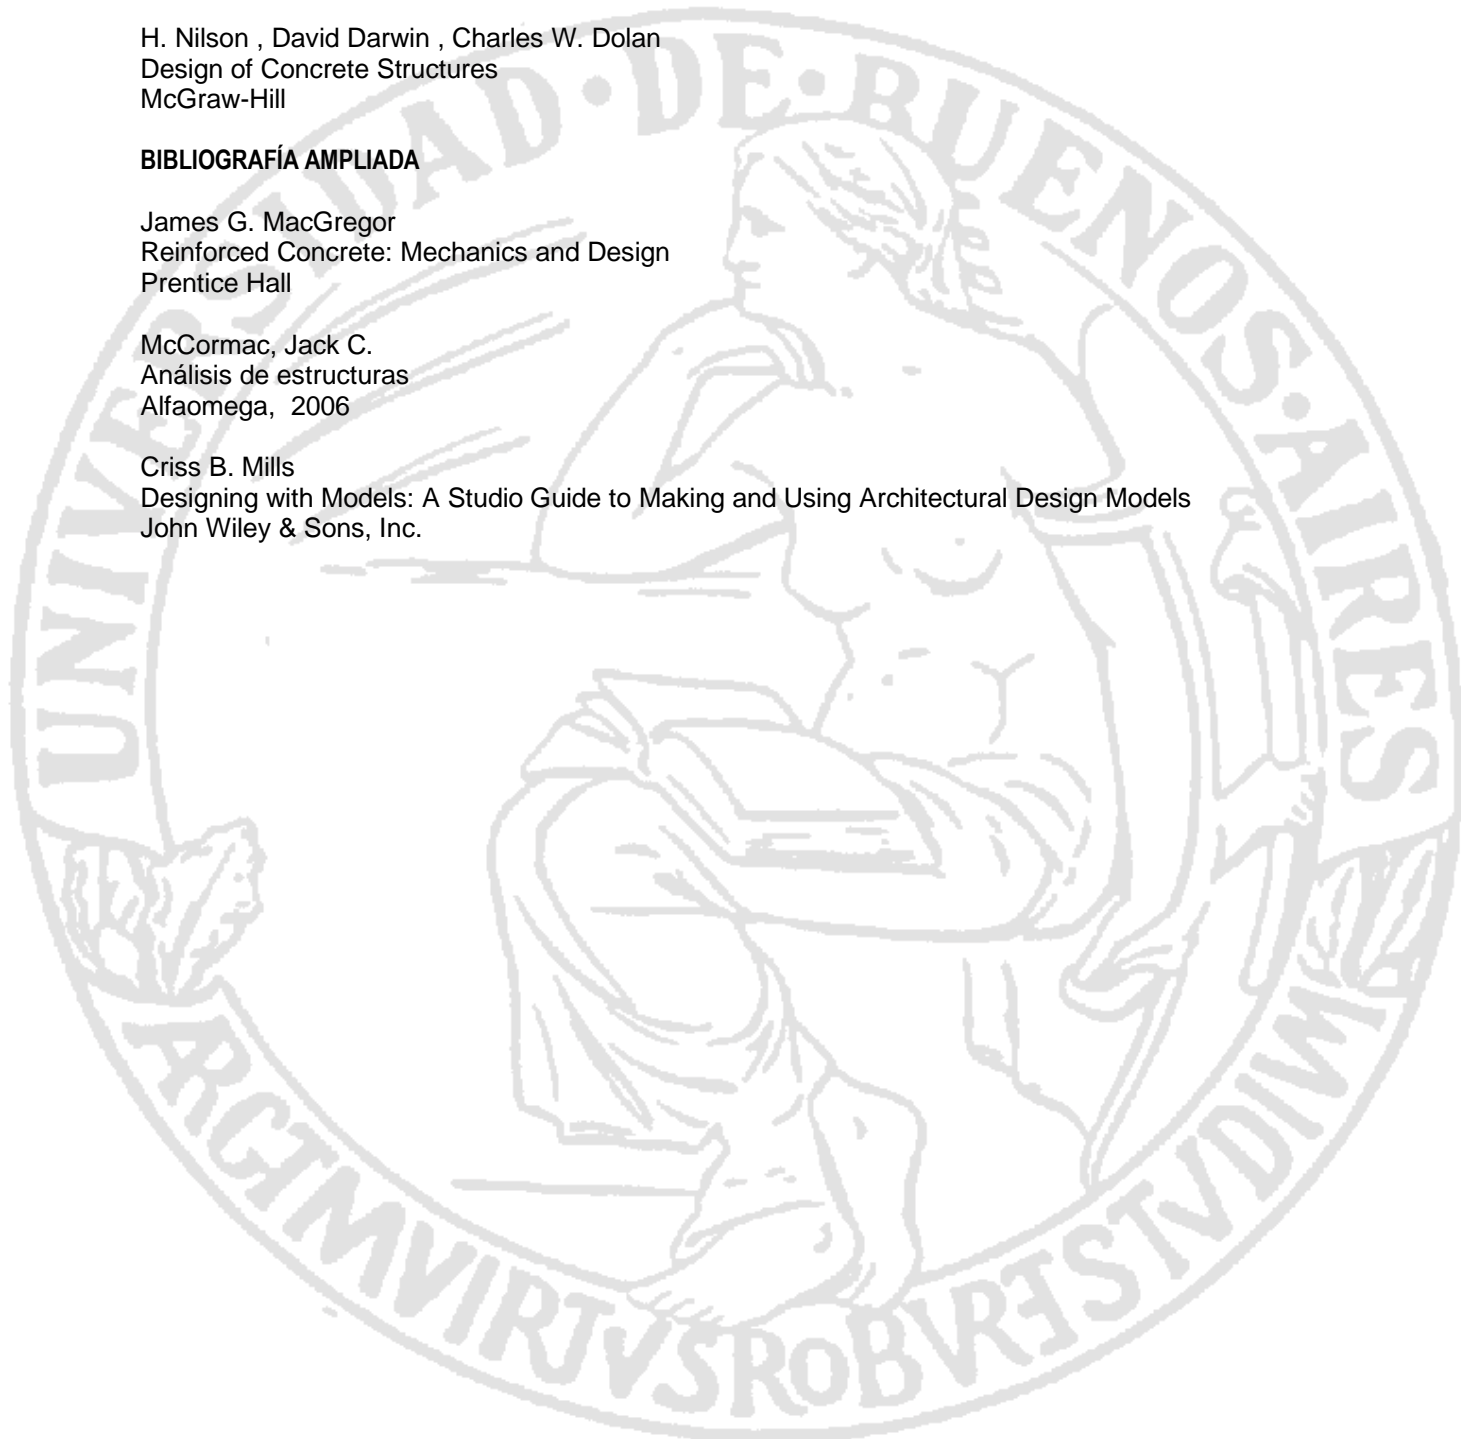 H. Nilson , David Darwin , Charles W. Dolan
Design of Concrete Structures
McGraw-Hill
BIBLIOGRAFÍA AMPLIADA
James G. MacGregor
Reinforced Concrete: Mechanics and Design
Prentice Hall
McCormac, Jack C.
Análisis de estructuras
Alfaomega,  2006
Criss B. Mills
Designing with Models: A Studio Guide to Making and Using Architectural Design Models
John Wiley & Sons, Inc.
UNIVERSIDAD·DE·BUENOS·AIRES
ARGTMVIRTVSROBVRETSTVDIVM